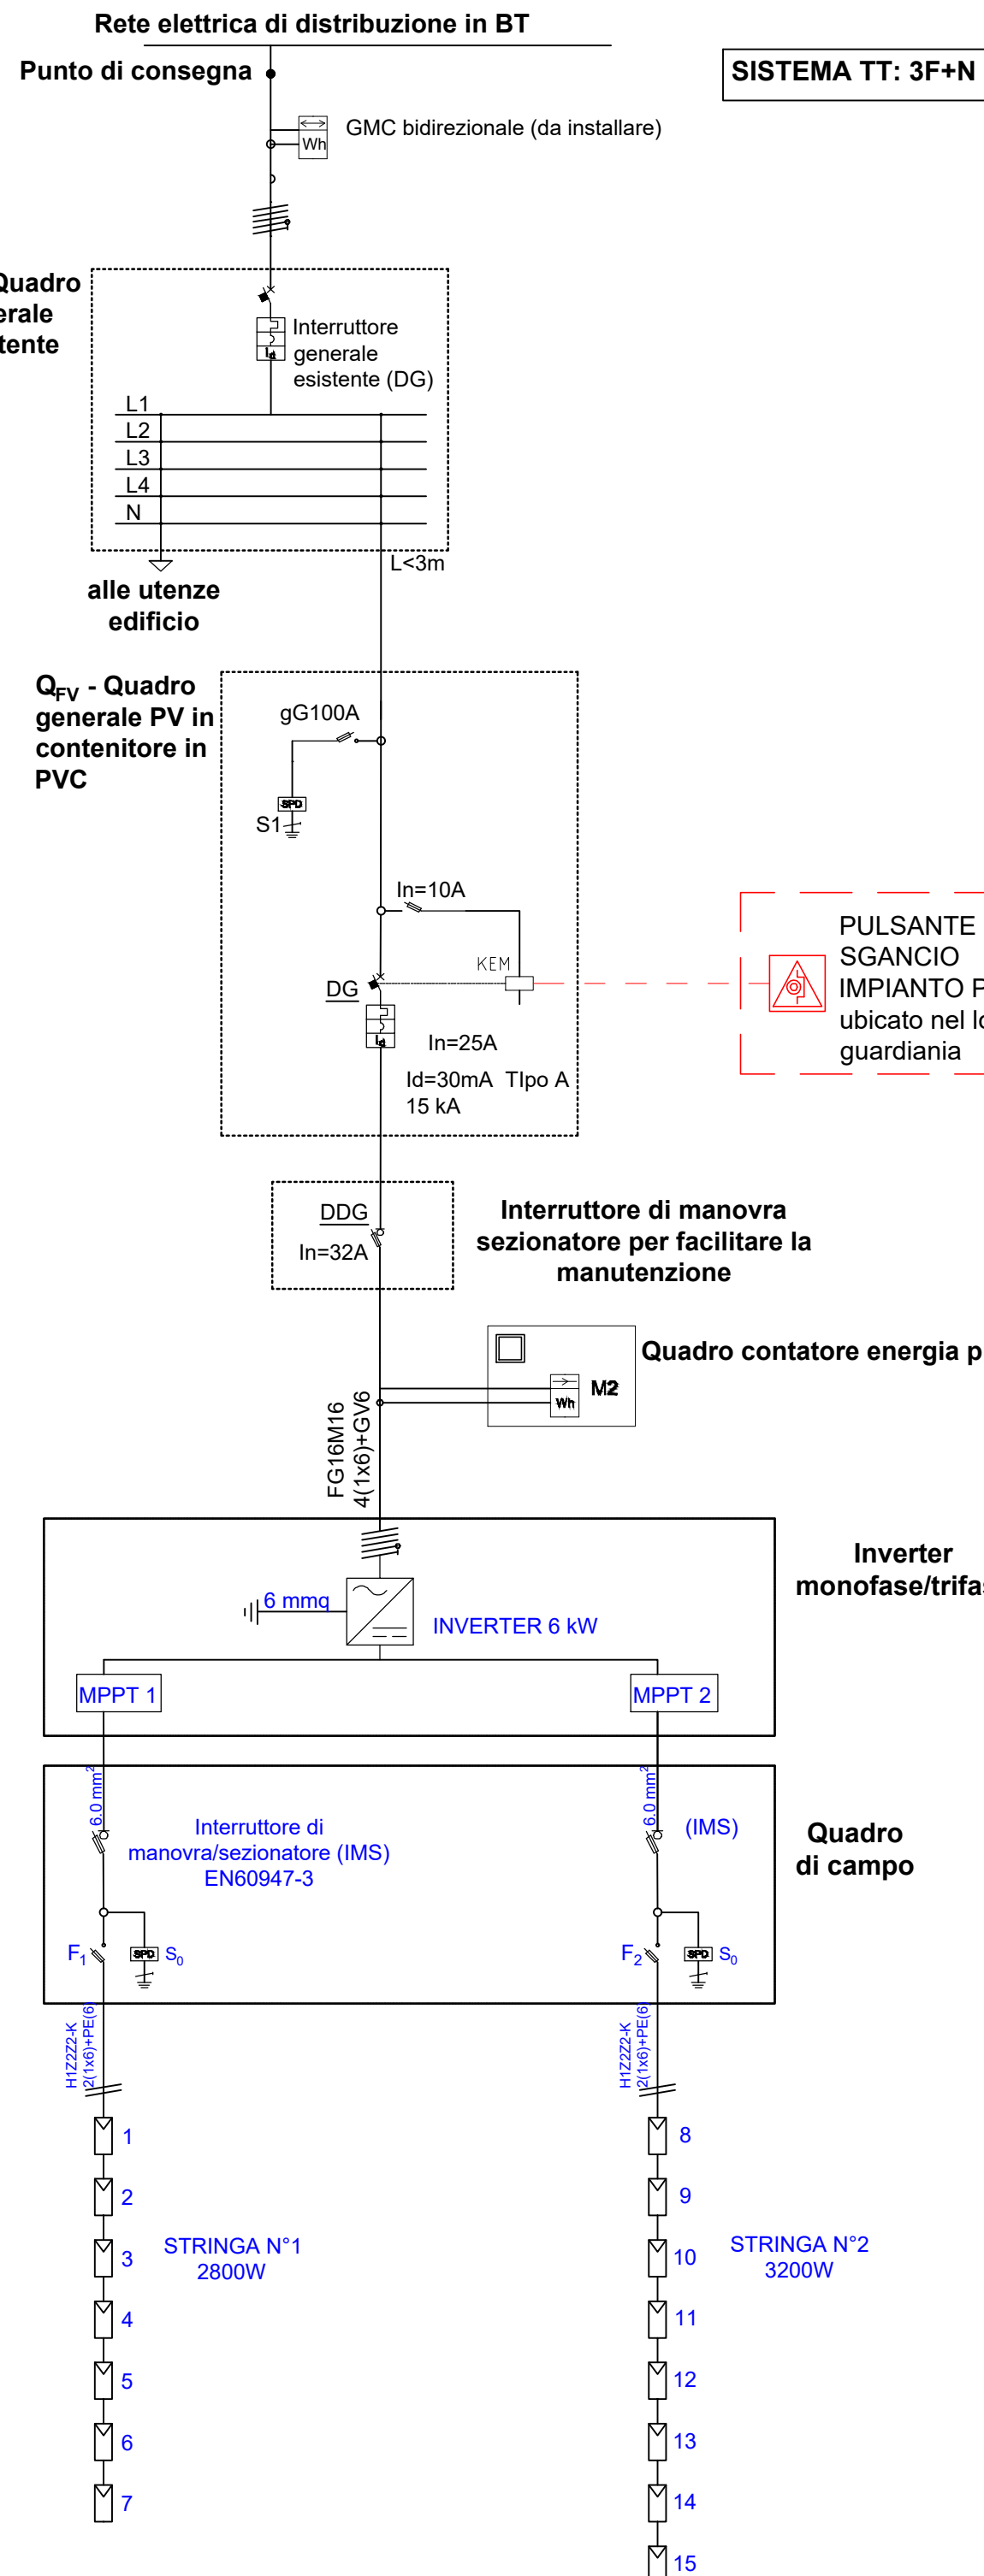 Rete elettrica di distribuzione in BT
Punto di consegna
SISTEMA TT: 3F+N
GMC bidirezionale (da installare)
Wh
Quadro
Interruttore
generale
esistente (DG)
Id
L1
L2
L3
L4
N
L<3m
alle utenze
edificio
QFV - Quadro
generale PV in
contenitore in
PVC
gG100A
SPD
S1
In=10A
KEM
DG
Id
In=25A
Id=30mA TIpo A
15 kA
PULSANTE
SGANCIO
IMPIANTO
ubicato nel
guardiania
DDG
In=32A
Interruttore di manovra
sezionatore per facilitare la
manutenzione
Quadro contatore energia
M2
Wh
FG16M16
4(1x6)+GV6
Inverter
6 mmq
INVERTER 6 kW
MPPT 1
MPPT 2
6.0 mm²
6.0 mm²
Interruttore di
manovra/sezionatore (IMS)
EN60947-3
(IMS)
Quadro
di campo
F1
SPD
S0
F2
SPD
S0
H1Z2Z2-K
2(1x6)+PE(6)
H1Z2Z2-K
2(1x6)+PE(6)
1
2
3
4
5
6
7
STRINGA N°1
2800W
8
9
10
11
12
13
14
15
STRINGA N°2
3200W